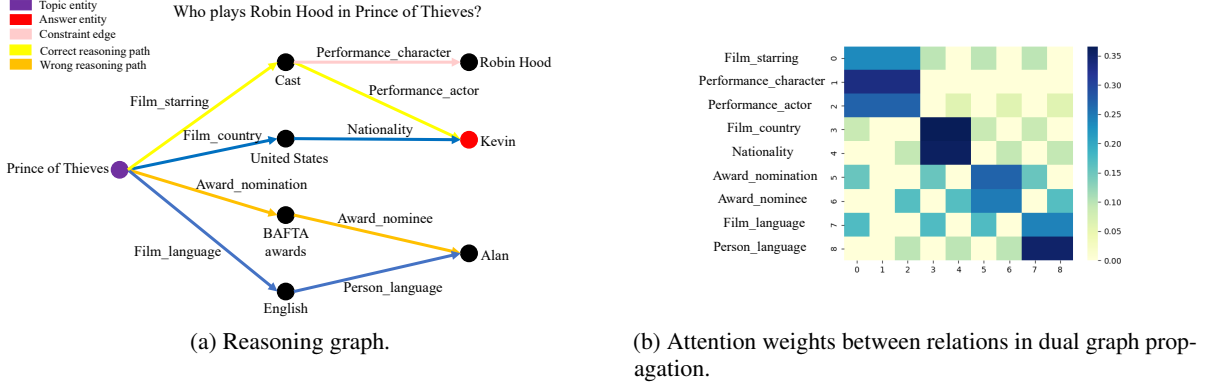 Who plays Robin Hood in Prince of Thieves?
Topic entity
Answer entity
Constraint edge
Correct reasoning path
Wrong reasoning path
Performance_character
Robin Hood
Cast
Film_starring
Performance_actor
Film_country
Nationality
Kevin
United States
Prince of Thieves
Award_nomination
Award_nominee
BAFTA
awards
Film_language
Alan
Person_language
English
(a) Reasoning graph.
Film_starring 0
Performance_character 1
Performance_actor 2
Film_country 3
Nationality 4
Award_nomination 5
Award_nominee 6
Film_language 7
Person_language 8
0 1 2 3 4 5 6 7 8
0.35
0.30
0.25
0.20
0.15
0.10
0.05
0.00
(b) Attention weights between relations in dual graph prop-
agation.